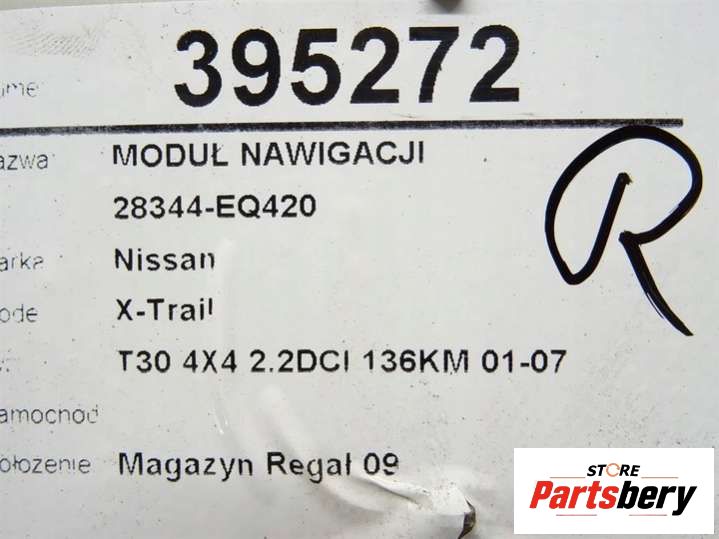 395272
MODUŁ NAWIGACJI
28344-EQ420
Nissan
X-Trail
T30 4X4 2.2DCI 136KM 01-07
Magazyn Regał 09
R
STORE
Partsbery